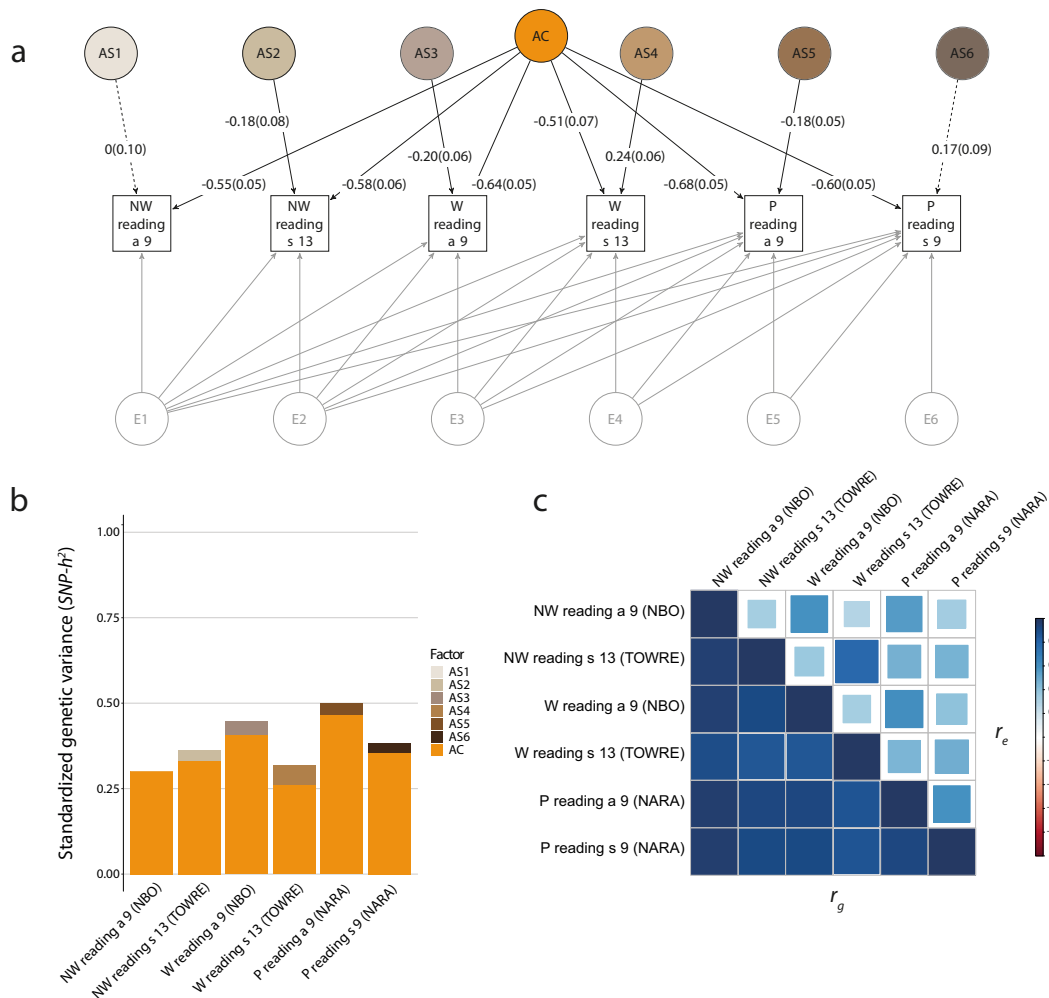 a
AS1
AS2
AS3
AC
AS4
AS5
AS6
0(0.10)
-0.18(0.08)
-0.20(0.06)
-0.51(0.07)
0.24(0.06)
-0.18(0.05)
0.17(0.09)
-0.55(0.05)
-0.58(0.06)
-0.64(0.05)
-0.68(0.05)
-0.60(0.05)
NW
reading
a 9
NW
reading
s 13
W
reading
a 9
W
reading
s 13
P
reading
a 9
P
reading
s 9
E1
E2
E3
E4
E5
E6
b
Standardized genetic variance (SNP-h²)
1.00
0.75
0.50
0.25
0.00
NW reading a 9 (NBO)
NW reading s 13 (TOWRE)
W reading a 9 (NBO)
W reading s 13 (TOWRE)
P reading a 9 (NARA)
P reading s 9 (NARA)
Factor
AS1
AS2
AS3
AS4
AS5
AS6
AC
c
NW reading a 9 (NBO)
NW reading s 13 (TOWRE)
W reading a 9 (NBO)
W reading s 13 (TOWRE)
P reading a 9 (NARA)
P reading s 9 (NARA)
NW reading a 9 (NBO)
NW reading s 13 (TOWRE)
W reading a 9 (NBO)
W reading s 13 (TOWRE)
P reading a 9 (NARA)
P reading s 9 (NARA)
r_e
r_g